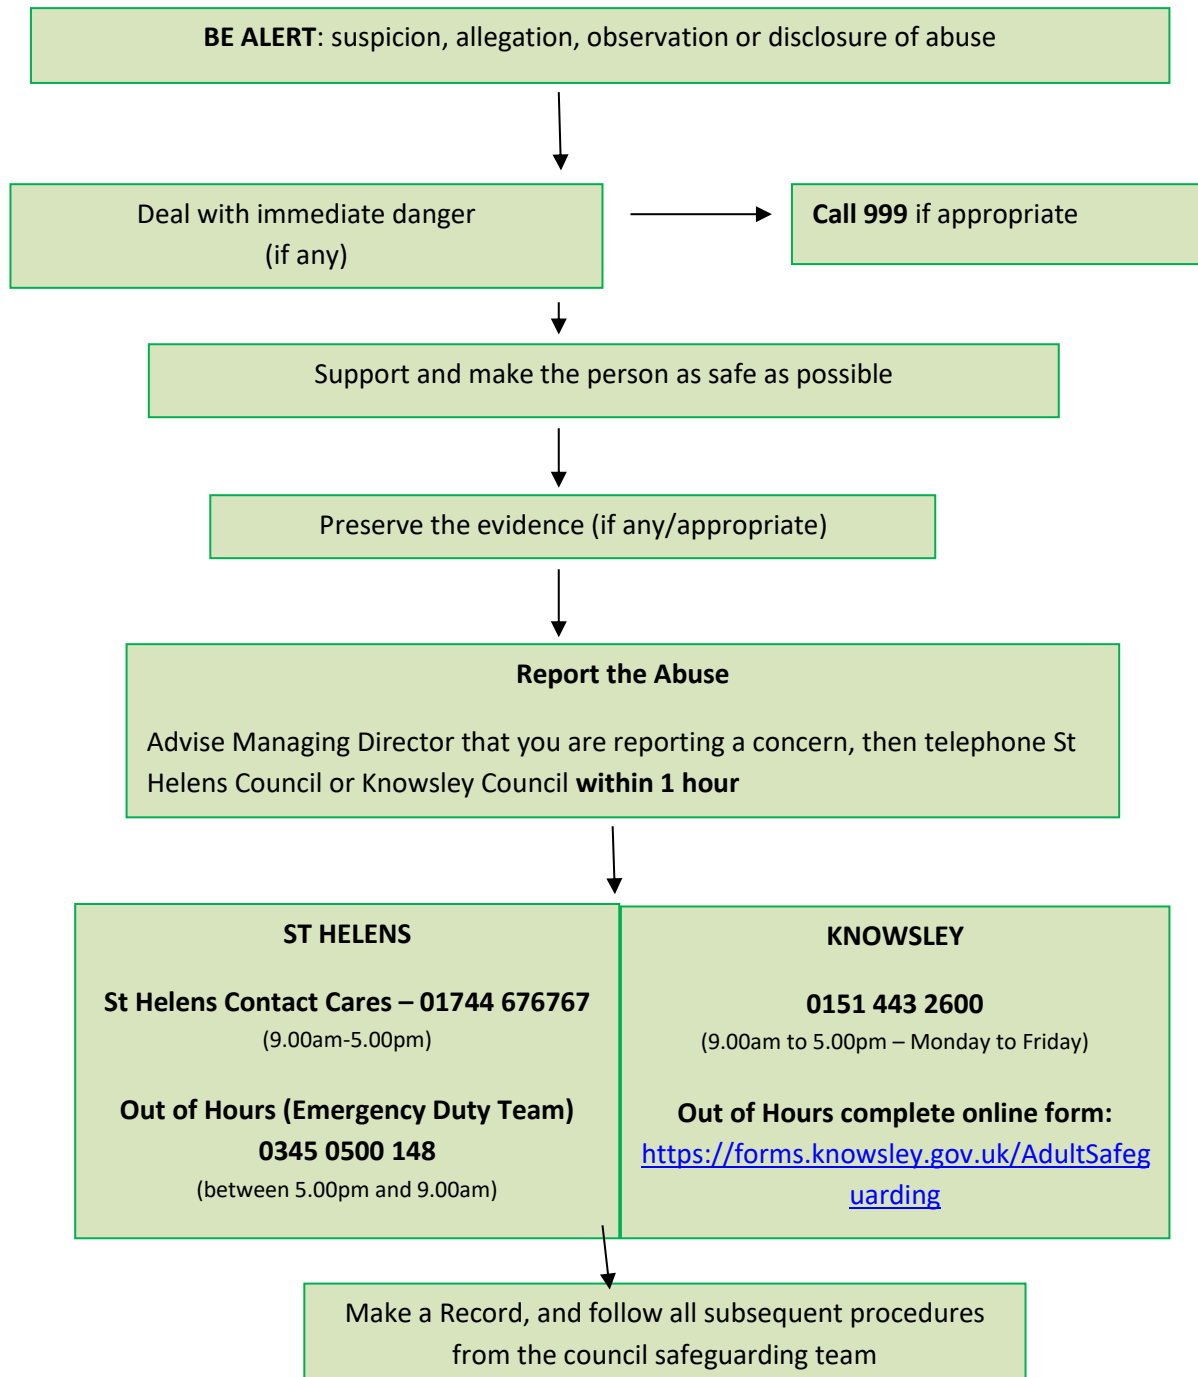 BE ALERT: suspicion, allegation, observation or disclosure of abuse
Deal with immediate danger
(if any)
Call 999 if appropriate
Support and make the person as safe as possible
Preserve the evidence (if any/appropriate)
Report the Abuse
Advise Managing Director that you are reporting a concern, then telephone St
Helens Council or Knowsley Council within 1 hour
ST HELENS
St Helens Contact Cares – 01744 676767
(9.00am-5.00pm)
Out of Hours (Emergency Duty Team)
0345 0500 148
(between 5.00pm and 9.00am)
KNOWSLEY
0151 443 2600
(9.00am to 5.00pm – Monday to Friday)
Out of Hours complete online form:
https://forms.knowsley.gov.uk/AdultSafeg
uarding
Make a Record, and follow all subsequent procedures
from the council safeguarding team